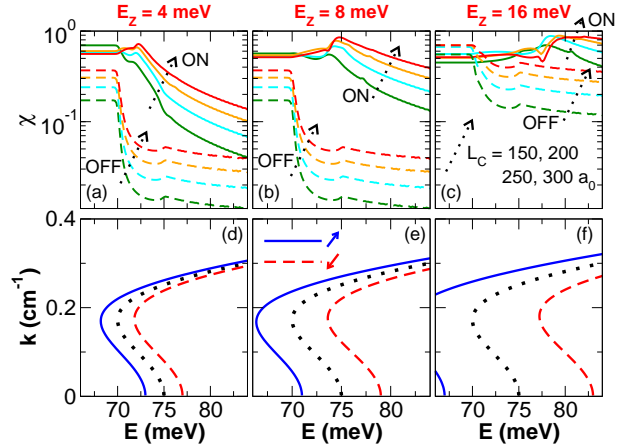 E_Z = 4 meV E_Z = 8 meV E_Z = 16 meV
10^0
χ
10^-1
ON
OFF
(a)
ON
OFF
(b)
ON
OFF
L_C = 150, 200
250, 300 a_0
(c)
0.4
0.2
0
k (cm^-1)
(d) (e) (f)
70 75 80 70 75 80 70 75 80
E (meV) E (meV) E (meV)